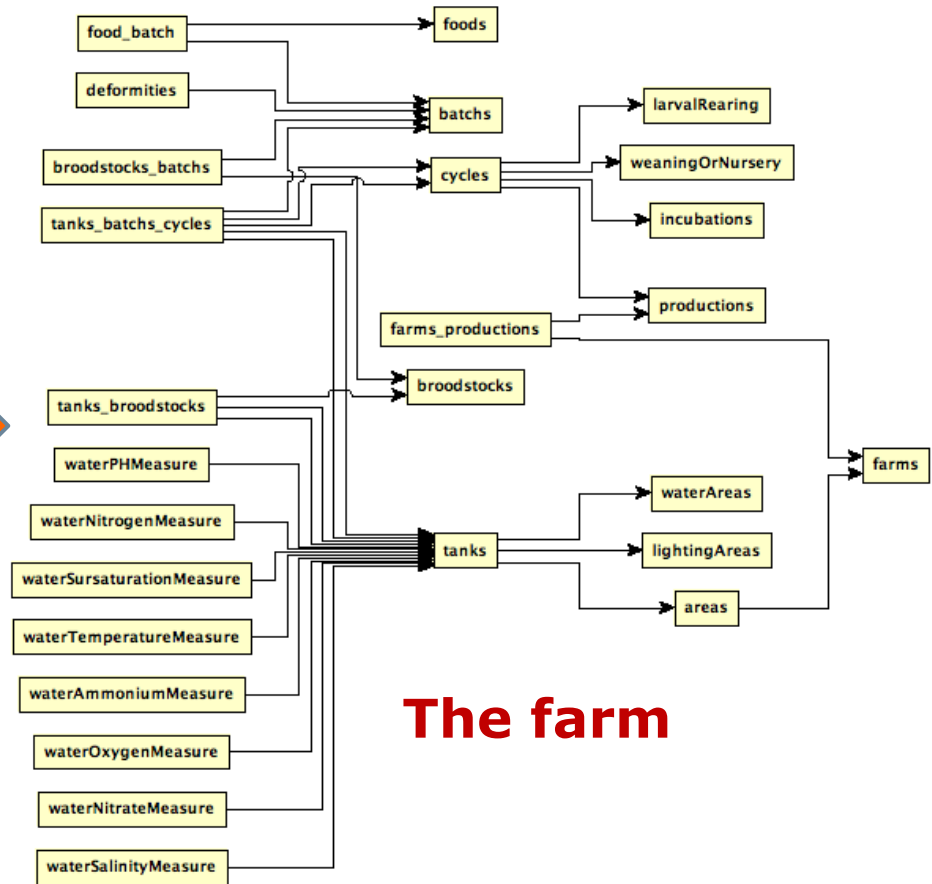 food_batch
foods
deformities
batchs
larvalRearing
broodstocks_batchs
cycles
weaningOrNursery
tanks_batchs_cycles
incubations
productions
farms_productions
broodstocks
tanks_broodstocks
waterPHMeasure
farms
waterAreas
waterNitrogenMeasure
tanks
lightingAreas
waterSursaturationMeasure
areas
waterTemperatureMeasure
waterAmmoniumMeasure
The farm
waterOxygenMeasure
waterNitrateMeasure
waterSalinityMeasure